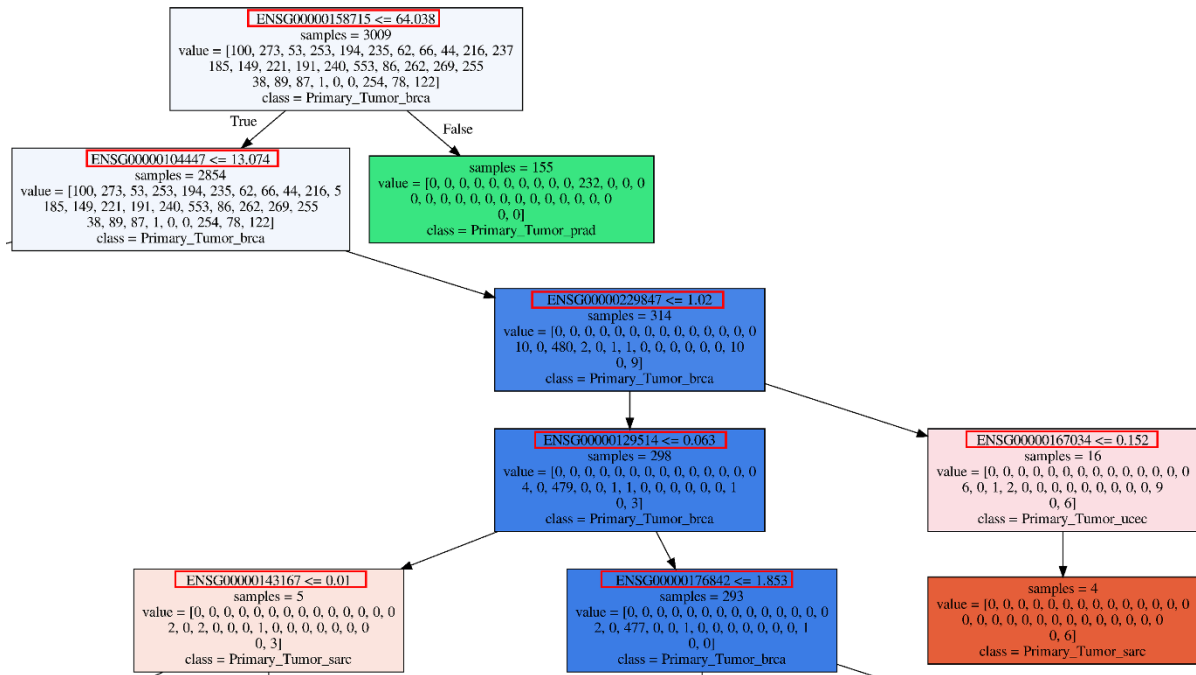 ENSG00000158715 <= 64.038
samples = 3009
value = [100, 273, 53, 253, 194, 235, 62, 66, 44, 216, 237
185, 149, 221, 191, 240, 553, 86, 262, 269, 255
38, 89, 87, 1, 0, 0, 254, 78, 122]
class = Primary_Tumor_brca
True
False
ENSG00000104447 <= 13.074
samples = 2854
value = [100, 273, 53, 253, 194, 235, 62, 66, 44, 216, 5
185, 149, 221, 191, 240, 553, 86, 262, 269, 255
38, 89, 87, 1, 0, 0, 254, 78, 122]
class = Primary_Tumor_brca
samples = 155
value = [0, 0, 0, 0, 0, 0, 0, 0, 0, 0, 232, 0, 0, 0
0, 0, 0, 0, 0, 0, 0, 0, 0, 0, 0, 0, 0, 0
0, 0]
class = Primary_Tumor_prad
ENSG00000229847 <= 1.02
samples = 314
value = [0, 0, 0, 0, 0, 0, 0, 0, 0, 0, 0, 0, 0, 0
10, 0, 480, 2, 0, 1, 1, 0, 0, 0, 0, 0, 0, 10
0, 9]
class = Primary_Tumor_brca
ENSG00000129514 <= 0.063
samples = 298
value = [0, 0, 0, 0, 0, 0, 0, 0, 0, 0, 0, 0, 0, 0
4, 0, 479, 0, 0, 1, 1, 0, 0, 0, 0, 0, 0, 1
0, 3]
class = Primary_Tumor_brca
ENSG00000167034 <= 0.152
samples = 16
value = [0, 0, 0, 0, 0, 0, 0, 0, 0, 0, 0, 0, 0, 0
6, 0, 1, 2, 0, 0, 0, 0, 0, 0, 0, 0, 0, 9
0, 6]
class = Primary_Tumor_ucec
ENSG00000143167 <= 0.01
samples = 5
value = [0, 0, 0, 0, 0, 0, 0, 0, 0, 0, 0, 0, 0, 0
2, 0, 2, 0, 0, 0, 1, 0, 0, 0, 0, 0, 0, 0
0, 3]
class = Primary_Tumor_sarc
ENSG00000176842 <= 1.853
samples = 293
value = [0, 0, 0, 0, 0, 0, 0, 0, 0, 0, 0, 0, 0, 0
2, 0, 477, 0, 0, 1, 0, 0, 0, 0, 0, 0, 0, 1
0, 0]
class = Primary_Tumor_brca
samples = 4
value = [0, 0, 0, 0, 0, 0, 0, 0, 0, 0, 0, 0, 0, 0
0, 0, 0, 0, 0, 0, 0, 0, 0, 0, 0, 0, 0, 0
0, 6]
class = Primary_Tumor_sarc